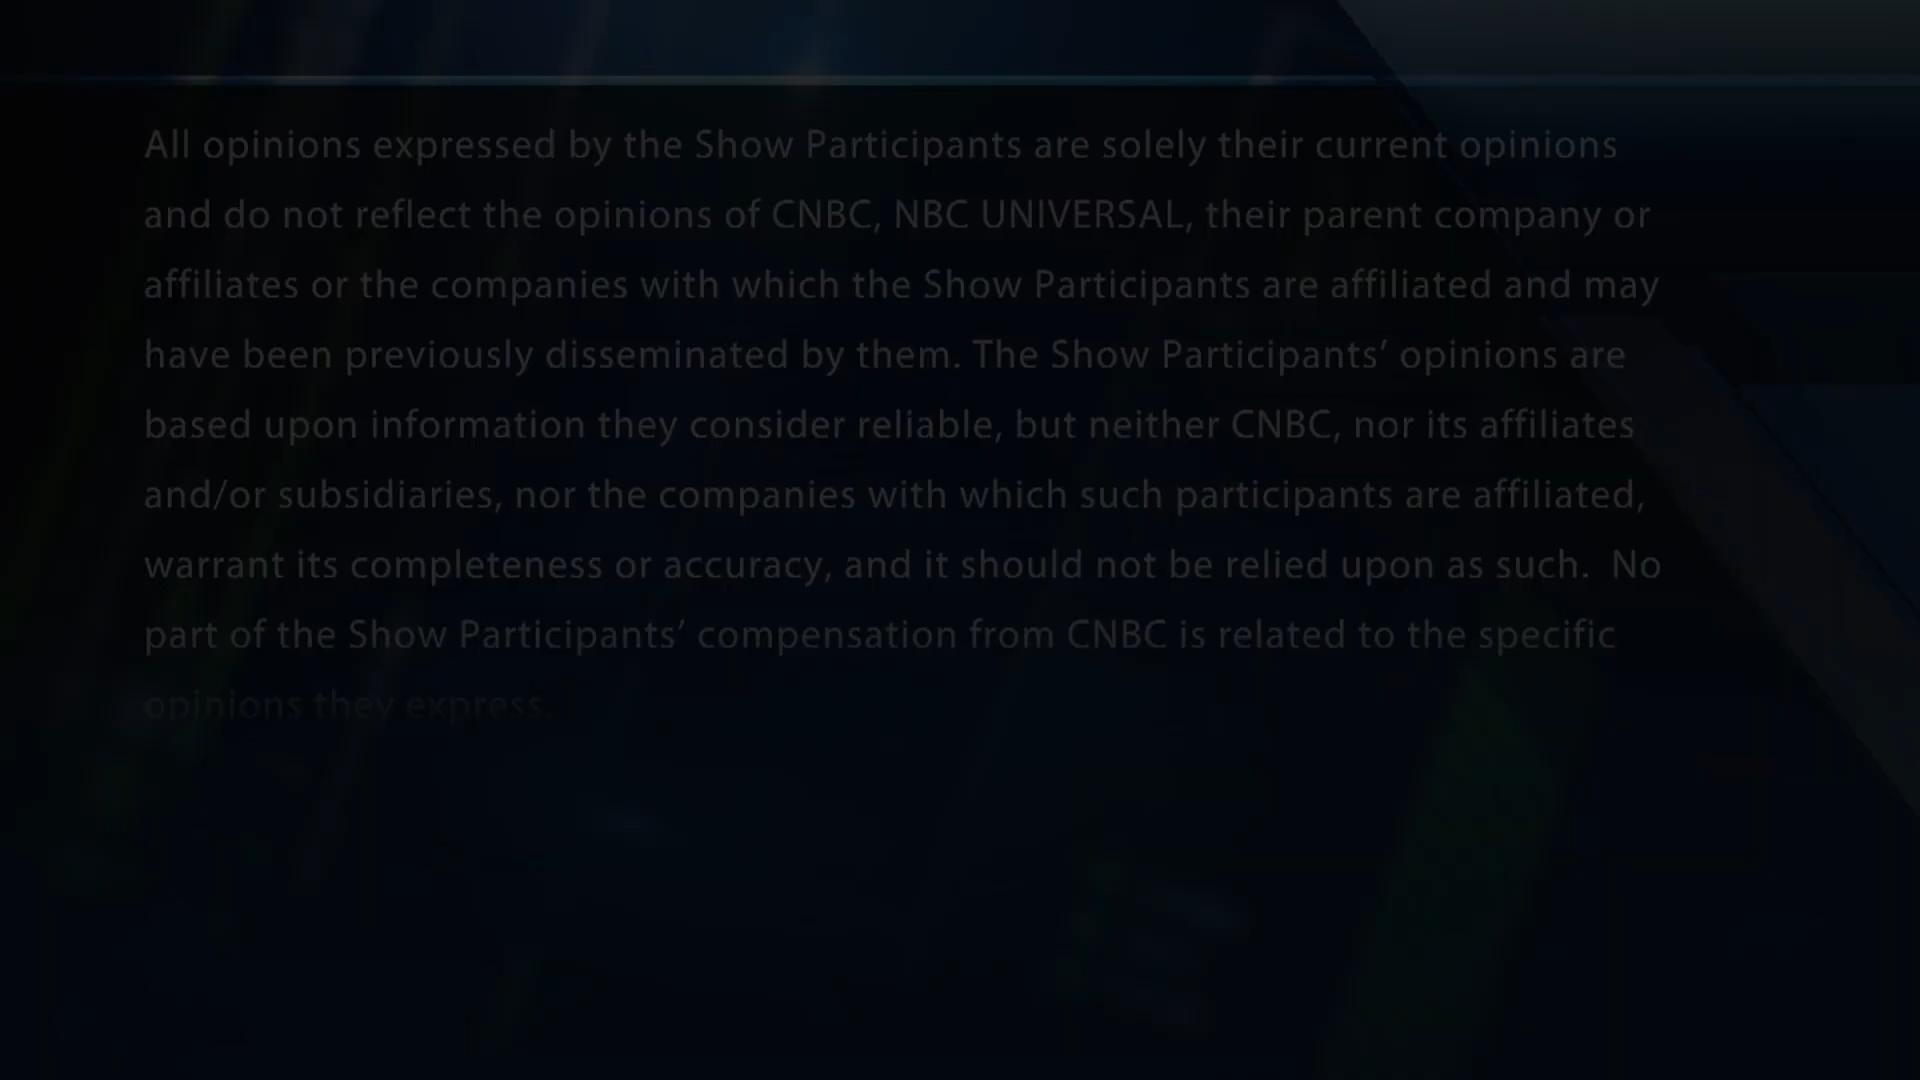 All opinions expressed by the Show Participants are solely their current opinions
and do not reflect the opinions of CNBC, NBC UNIVERSAL, their parent company or
affiliates or the companies with which the Show Participants are affiliated and may
have been previously disseminated by them. The Show Participants’ opinions are
based upon information they consider reliable, but neither CNBC, nor its affiliates
and/or subsidiaries, nor the companies with which such participants are affiliated,
warrant its completeness or accuracy, and it should not be relied upon as such.  No
part of the Show Participants’ compensation from CNBC is related to the specific
opinions they express.